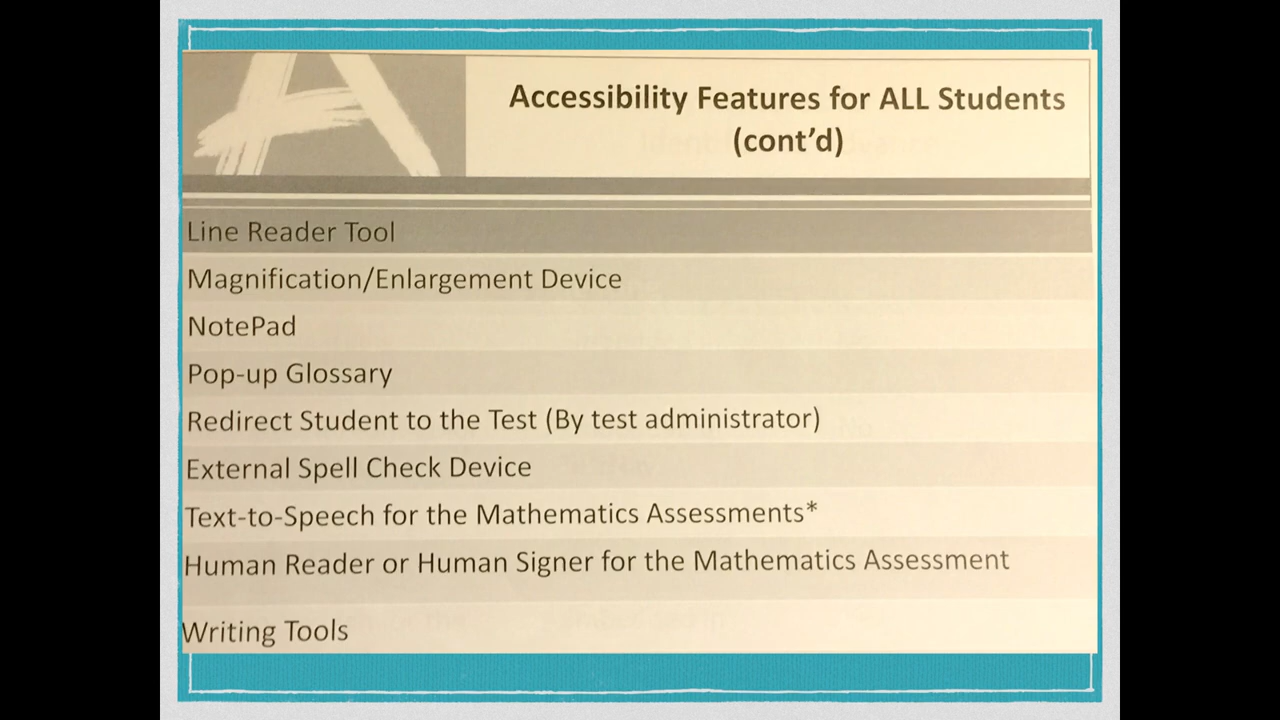 Accessibility Features for ALL Students
(cont’d)
Line Reader Tool
Magnification/Enlargement Device
NotePad
Pop-up Glossary
Redirect Student to the Test (By test administrator)
External Spell Check Device
Text-to-Speech for the Mathematics Assessments*
Human Reader or Human Signer for the Mathematics Assessment
Writing Tools